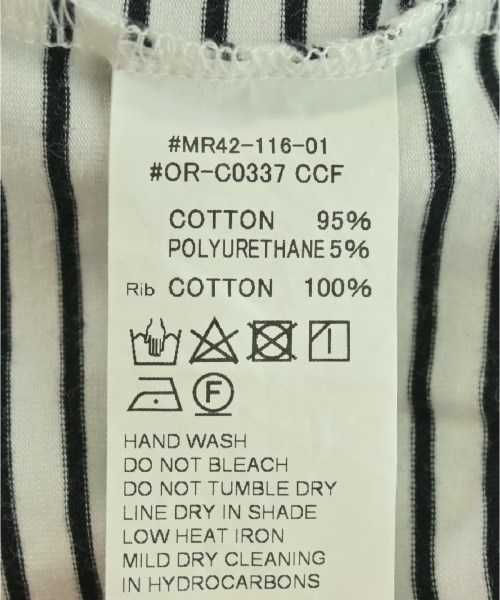 #MR42-116-01
#OR-C0337 CCF
COTTON 95%
POLYURETHANE 5%
Rib COTTON 100%
F
HAND WASH
DO NOT BLEACH
DO NOT TUMBLE DRY
LINE DRY IN SHADE
LOW HEAT IRON
MILD DRY CLEANING
IN HYDROCARBONS